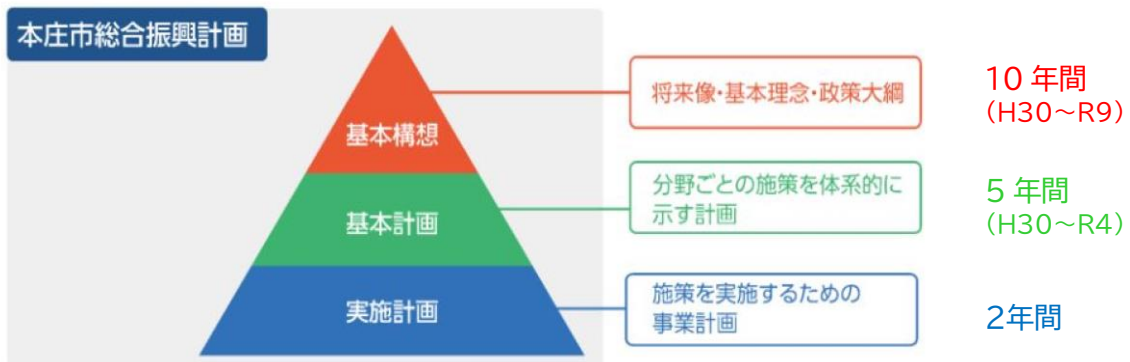 本庄市総合振興計画
基本構想
将来像・基本理念・政策大綱
10 年間
（H30～R9）
基本計画
分野ごとの施策を体系的に
示す計画
5 年間
（H30～R4）
実施計画
施策を実施するための
事業計画
2年間